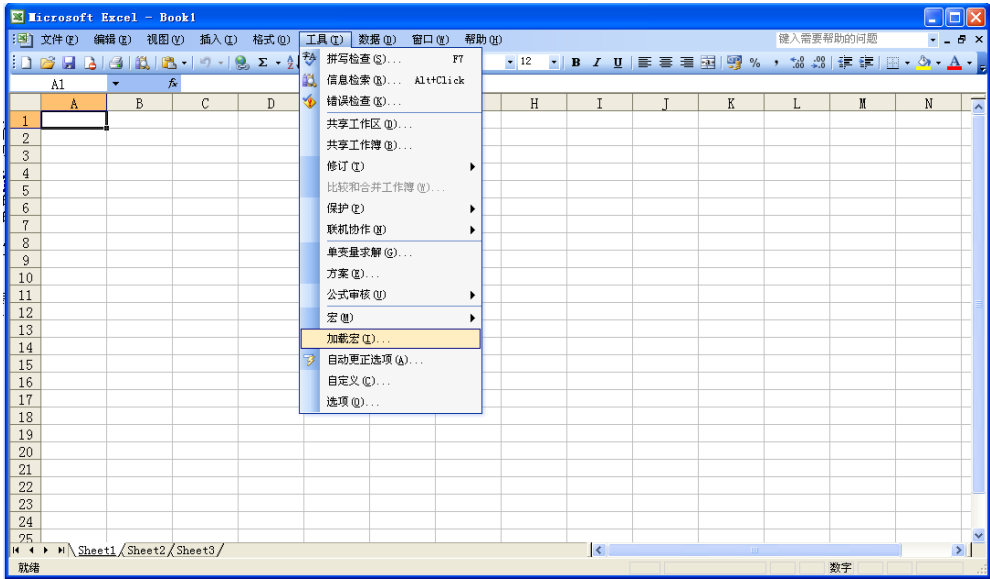 Microsoft Excel - Book1
文件(F) 编辑(E) 视图(V) 插入(I) 格式(O) 工具(T) 数据(D) 窗口(W) 帮助(H) 键入需要帮助的问题
12 B I U % ,
A1 fx
A B C D H I J K L M N
拼写检查(S)... F7
信息检索(R)... Alt+Click
错误检查(K)...
共享工作区(D)...
共享工作簿(B)...
修订(T)
比较和合并工作簿(W)...
保护(P)
联机协作(N)
单变量求解(G)...
方案(E)...
公式审核(U)
宏(M)
加载宏(I)...
自动更正选项(A)...
自定义(C)...
选项(O)...
1
2
3
4
5
6
7
8
9
10
11
12
13
14
15
16
17
18
19
20
21
22
23
24
25
Sheet1 Sheet2 Sheet3
就绪 数字